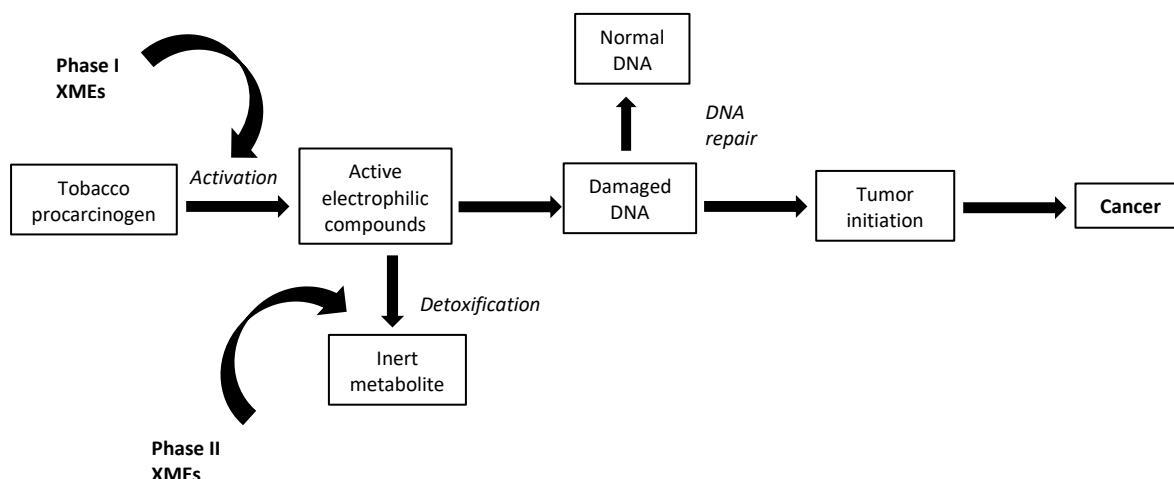 Normal
DNA
Phase I
XMEs
DNA
repair
Tobacco
procarcinogen
Activation
Active
electrophilic
compounds
Damaged
DNA
Tumor
initiation
Cancer
Detoxification
Inert
metabolite
Phase II
XMEs